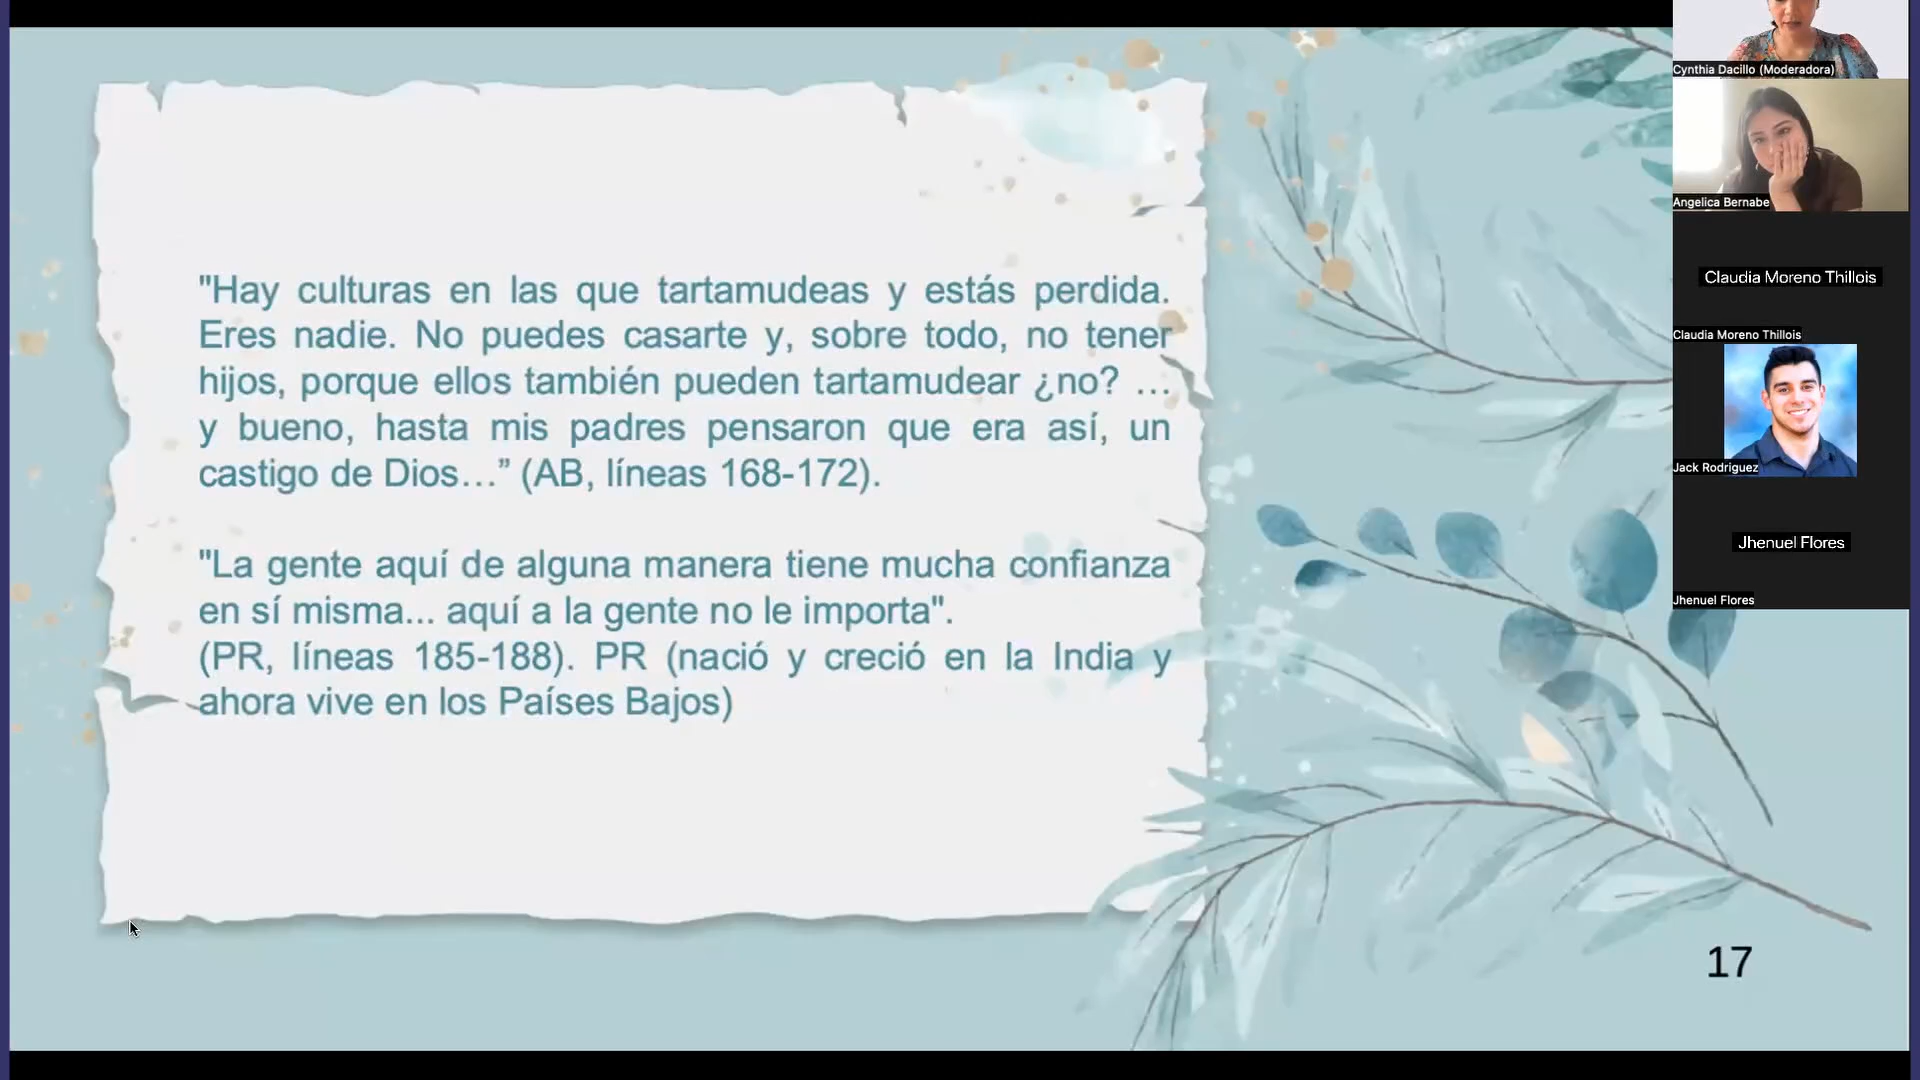 "Hay culturas en las que tartamudeas y estás perdida.
Eres nadie. No puedes casarte y, sobre todo, no tener
hijos, porque ellos también pueden tartamudear ¿no? …
y bueno, hasta mis padres pensaron que era así, un
castigo de Dios…” (AB, líneas 168-172).
"La gente aquí de alguna manera tiene mucha confianza
en sí misma... aquí a la gente no le importa".
(PR, líneas 185-188). PR (nació y creció en la India y
ahora vive en los Países Bajos)
17
Cynthia Dacillo (Moderadora)
Angelica Bernabe
Claudia Moreno Thillois
Claudia Moreno Thillois
Jack Rodriguez
Jhenuel Flores
Jhenuel Flores